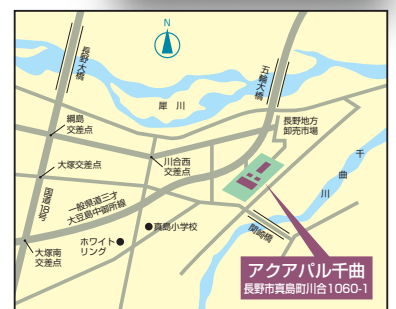 N
長野大橋
五輪大橋
犀川
綱島
交差点
長野地方
卸売市場
川合西
交差点
千曲川
大塚交差点
国道18号
一般県道三才
大豆島中御所線
真島小学校
ホワイト
リング
関崎橋
大塚南
交差点
アクアパル千曲
長野市真島町川合1060-1